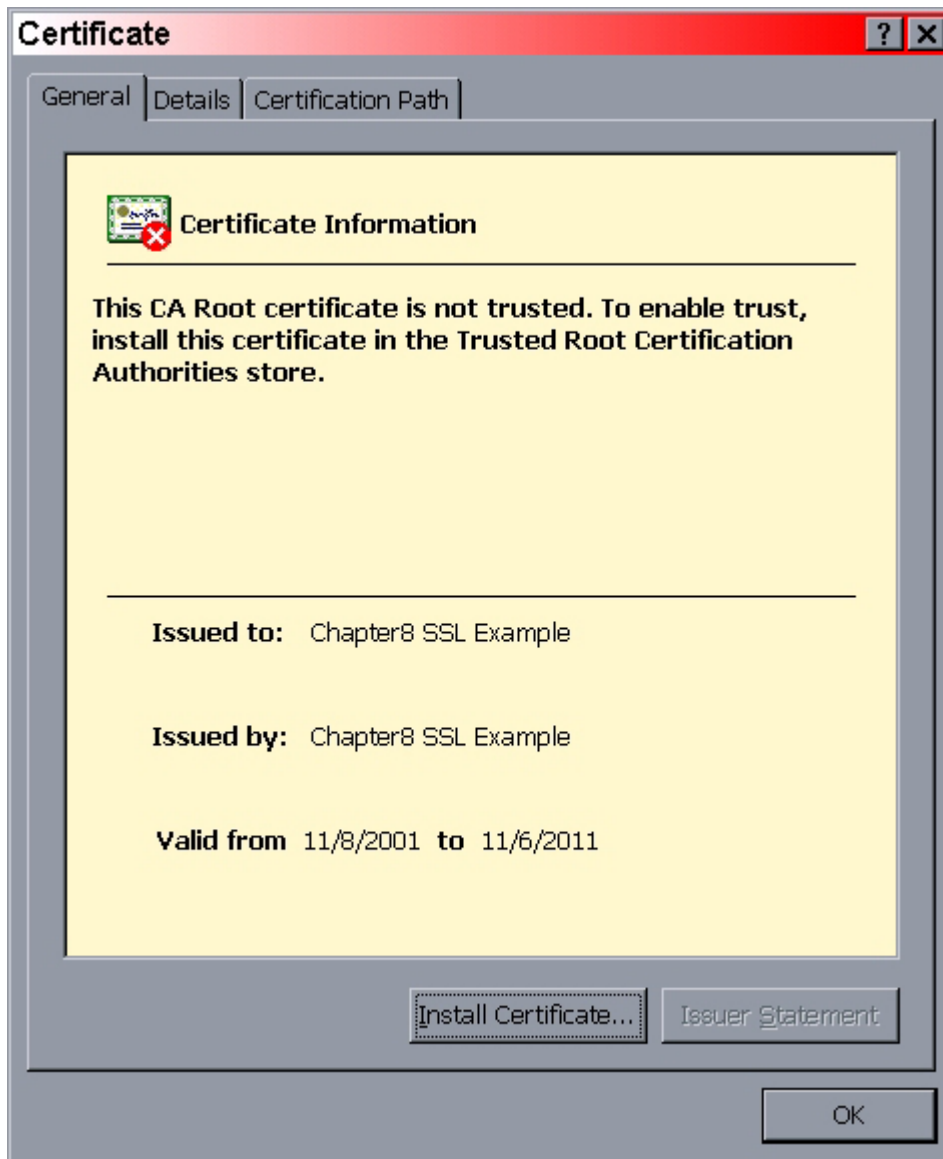 Certificate
General Details Certification Path
Certificate Information
This CA Root certificate is not trusted. To enable trust,
install this certificate in the Trusted Root Certification
Authorities store.
Issued to: Chapter8 SSL Example
Issued by: Chapter8 SSL Example
Valid from 11/8/2001 to 11/6/2011
Install Certificate... Issuer Statement
OK